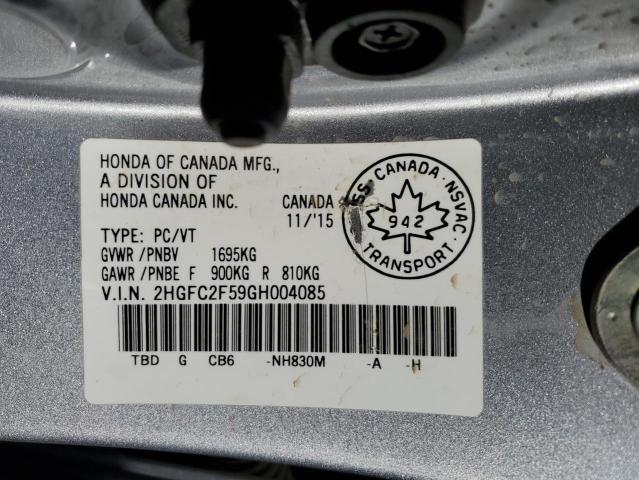 HONDA OF CANADA MFG.,
A DIVISION OF
HONDA CANADA INC.
CANADA
11/'15
TYPE: PC/VT
GVWR /PNBV 1695KG
GAWR /PNBE F 900KG R 810KG
V.I.N. 2HGFC2F59GH004085
TBD G CB6 -NH830M -A -H
CANADA · NSVAC
942
TRANSPORT ·